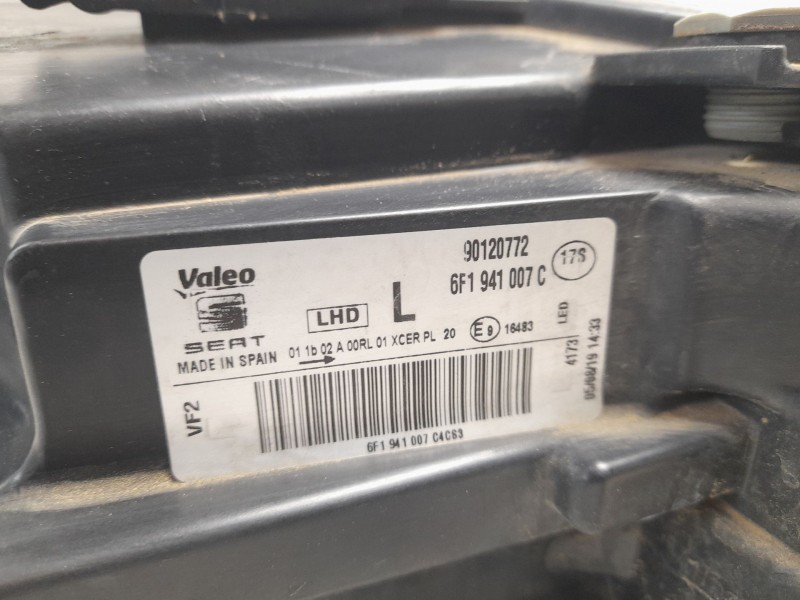 Valeo
90120772
17S
6F1 941 007 C
LHD
L
SEAT
MADE IN SPAIN
01 1b 02 A 00RL 01 XCER PL 20
E9
16483
LED
41731
05/08/19 14:33
VF2
6F1 941 007 C4C63